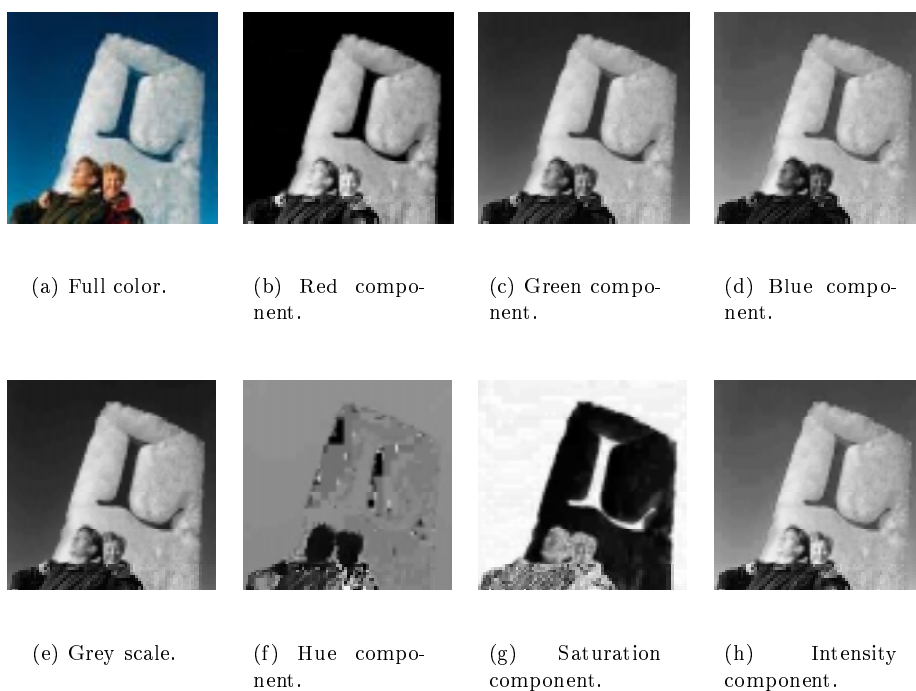 (a) Full color.
(b) Red compo-
nent.
(c) Green compo-
nent.
(d) Blue compo-
nent.
(e) Grey scale.
(f) Hue compo-
nent.
(g) Saturation
component.
(h) Intensity
component.